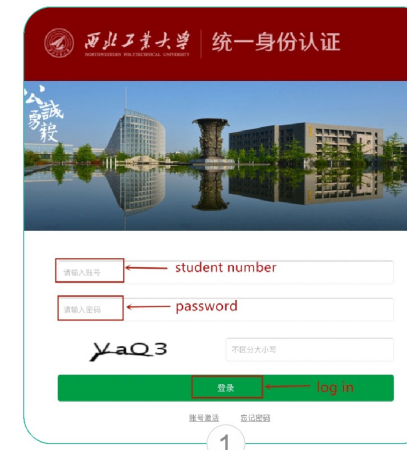 西北工业大学 统一身份认证
NORTHWESTERN POLYTECHNICAL UNIVERSITY
公誠
勇毅
请输入账号 student number
请输入密码 password
VaQ3 不区分大小写
登录 log in
账号激活 忘记密码
1